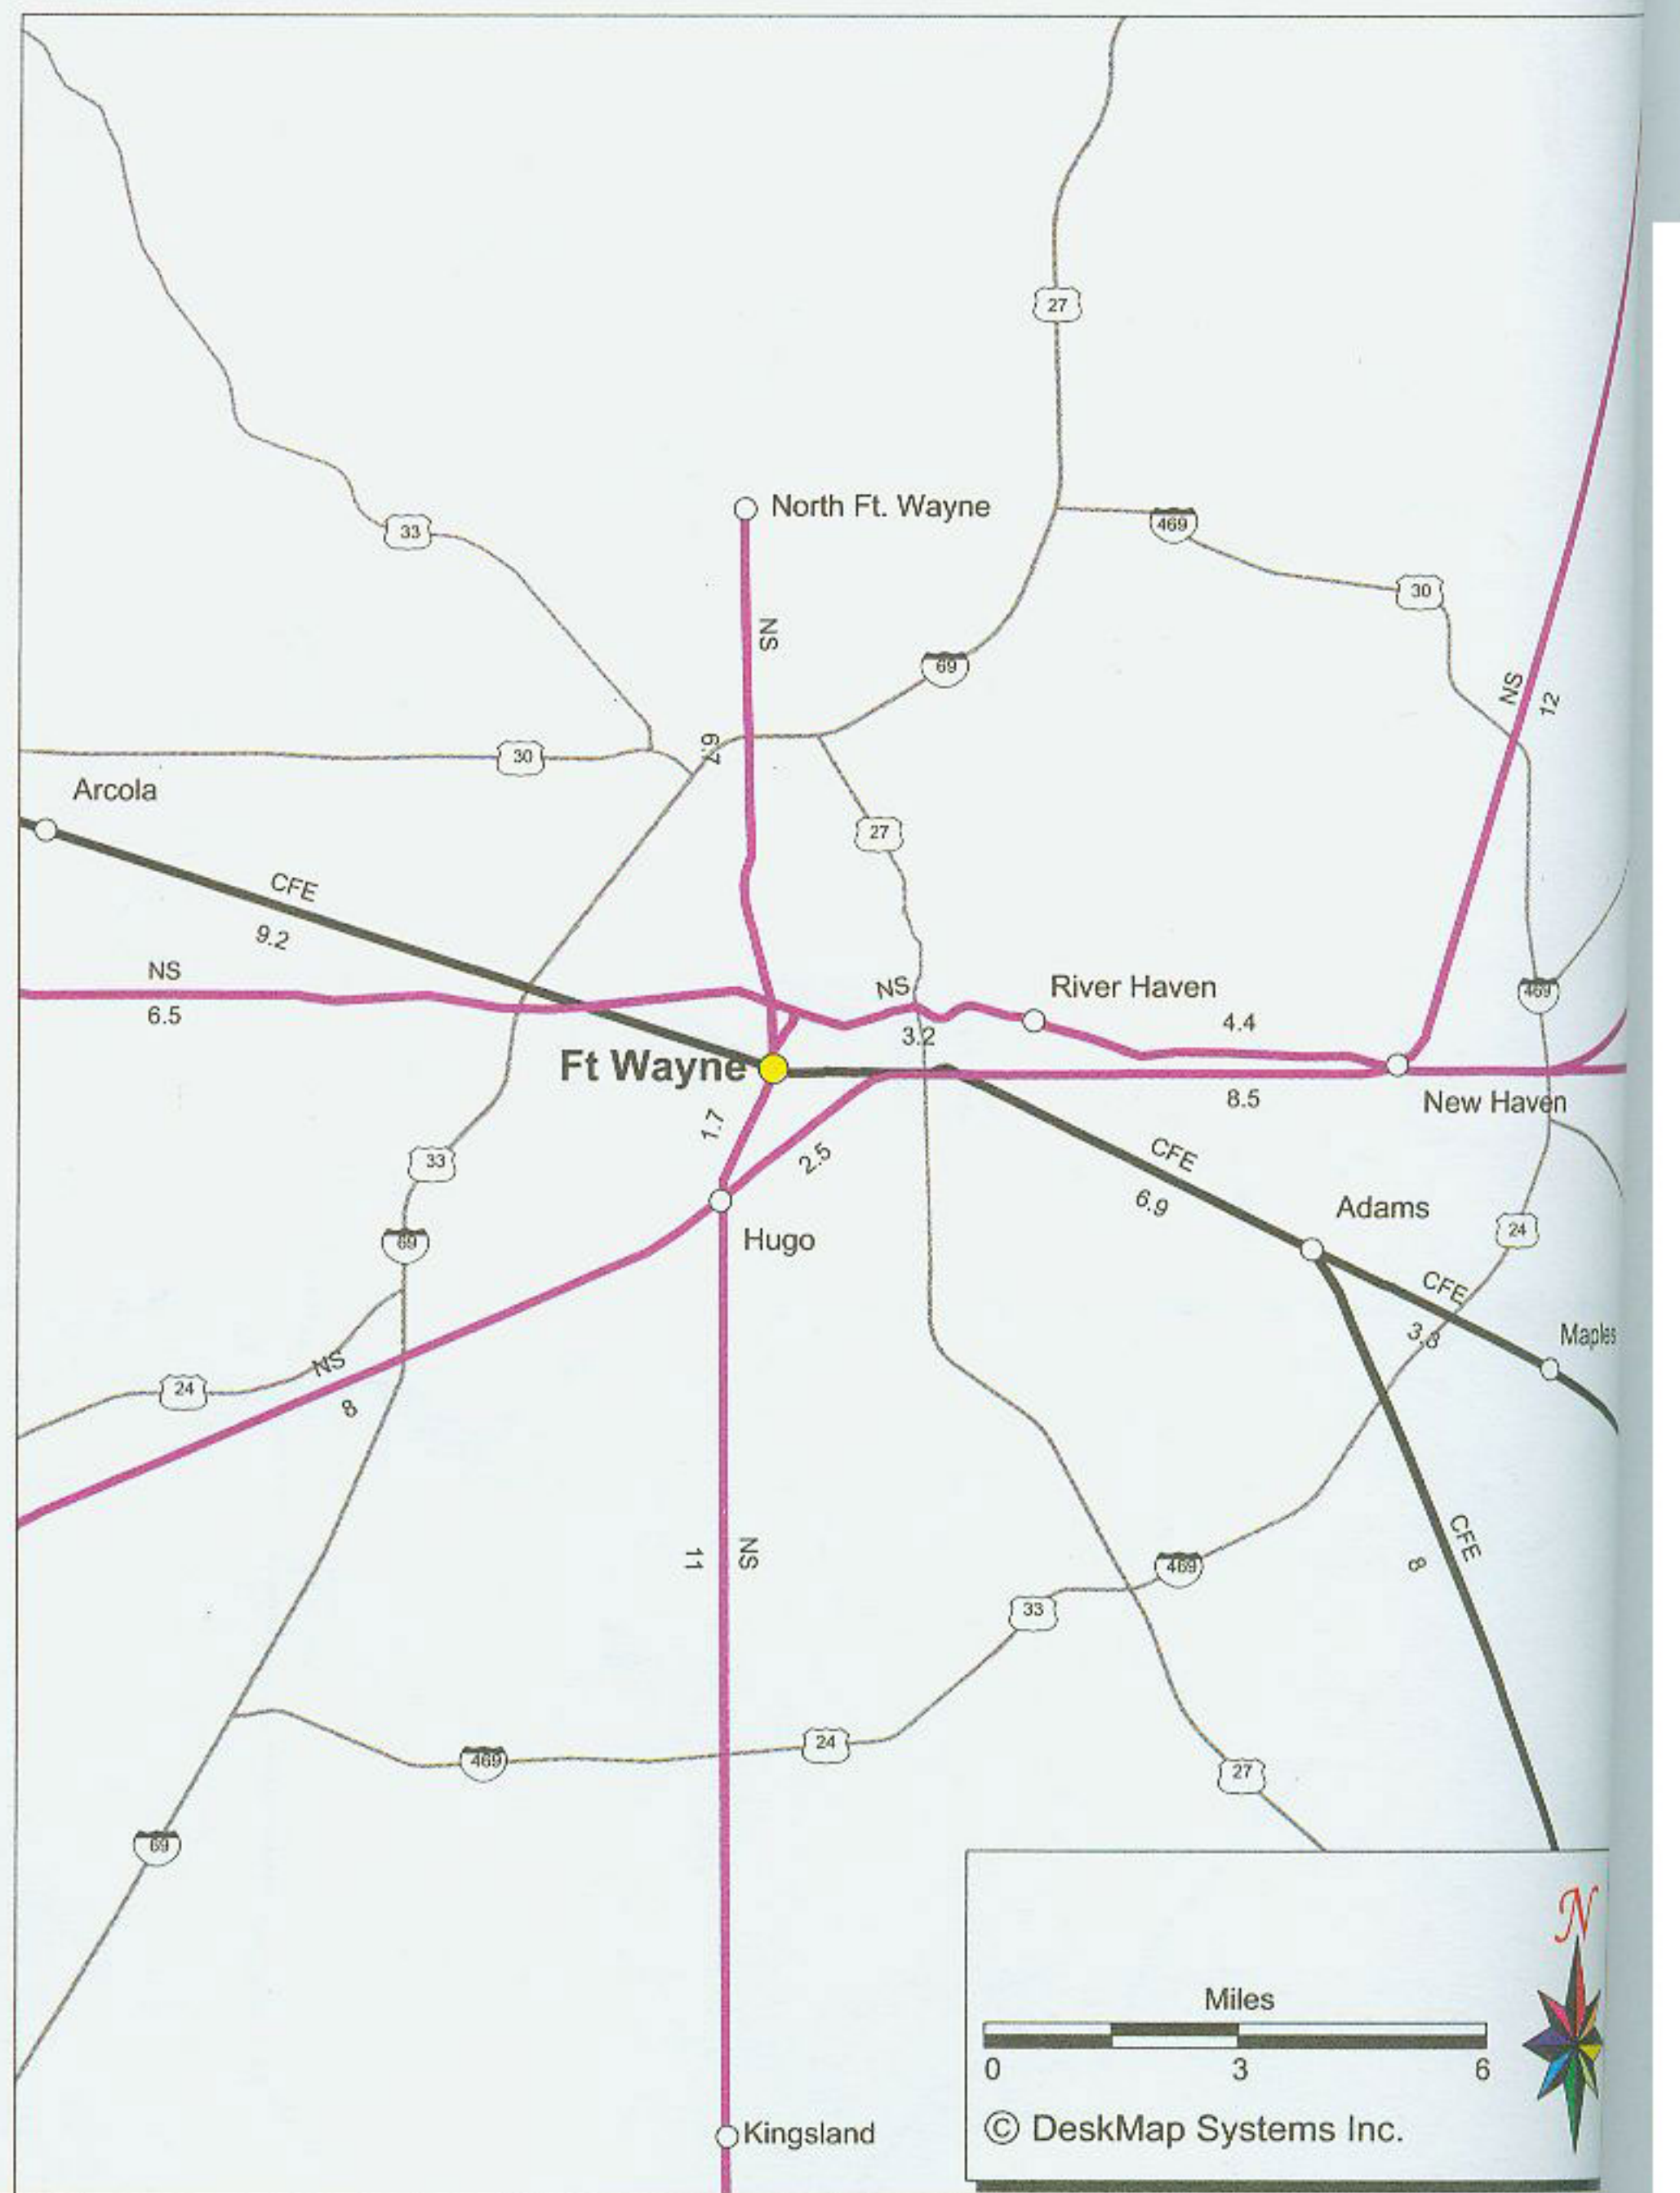 27
North Ft. Wayne
33
469
30
NS
69
NS
12
6.7
30
Arcola
27
CFE
9.2
NS
6.5
NS
River Haven
469
3.2
4.4
Ft Wayne
8.5
New Haven
1.7
2.5
CFE
6.9
33
Adams
24
69
Hugo
CFE
3.8
Maples
NS
8
24
CFE
8
NS
11
469
33
24
469
27
69
N
Miles
0 3 6
© DeskMap Systems Inc.
Kingsland